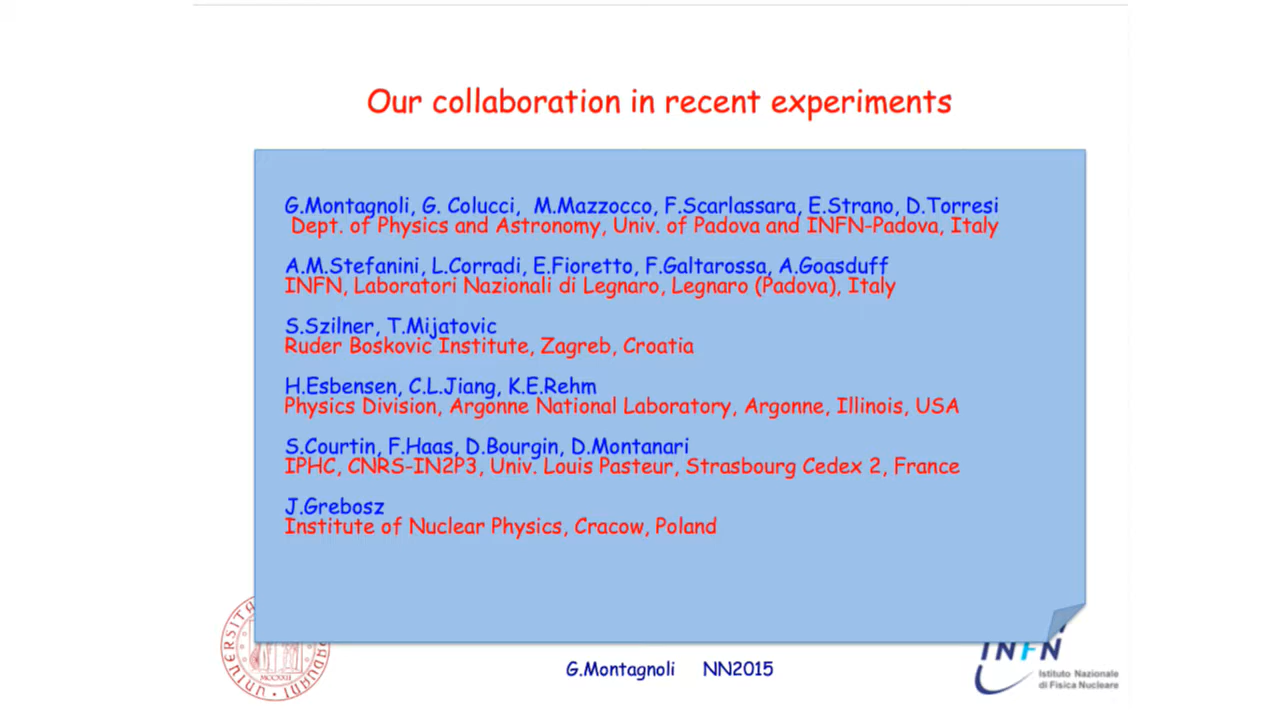 Our collaboration in recent experiments
G.Montagnoli, G. Colucci, M.Mazzocco, F.Scarlassara, E.Strano, D.Torresi
Dept. of Physics and Astronomy, Univ. of Padova and INFN-Padova, Italy
A.M.Stefanini, L.Corradi, E.Fioretto, F.Galtarossa, A.Goasduff
INFN, Laboratori Nazionali di Legnaro, Legnaro (Padova), Italy
S.Szilner, T.Mijatovic
Ruder Boskovic Institute, Zagreb, Croatia
H.Esbensen, C.L.Jiang, K.E.Rehm
Physics Division, Argonne National Laboratory, Argonne, Illinois, USA
S.Courtin, F.Haas, D.Bourgin, D.Montanari
IPHC, CNRS-IN2P3, Univ. Louis Pasteur, Strasbourg Cedex 2, France
J.Grebosz
Institute of Nuclear Physics, Cracow, Poland
MCCXXII
G.Montagnoli NN2015
INFN
Istituto Nazionale
di Fisica Nucleare